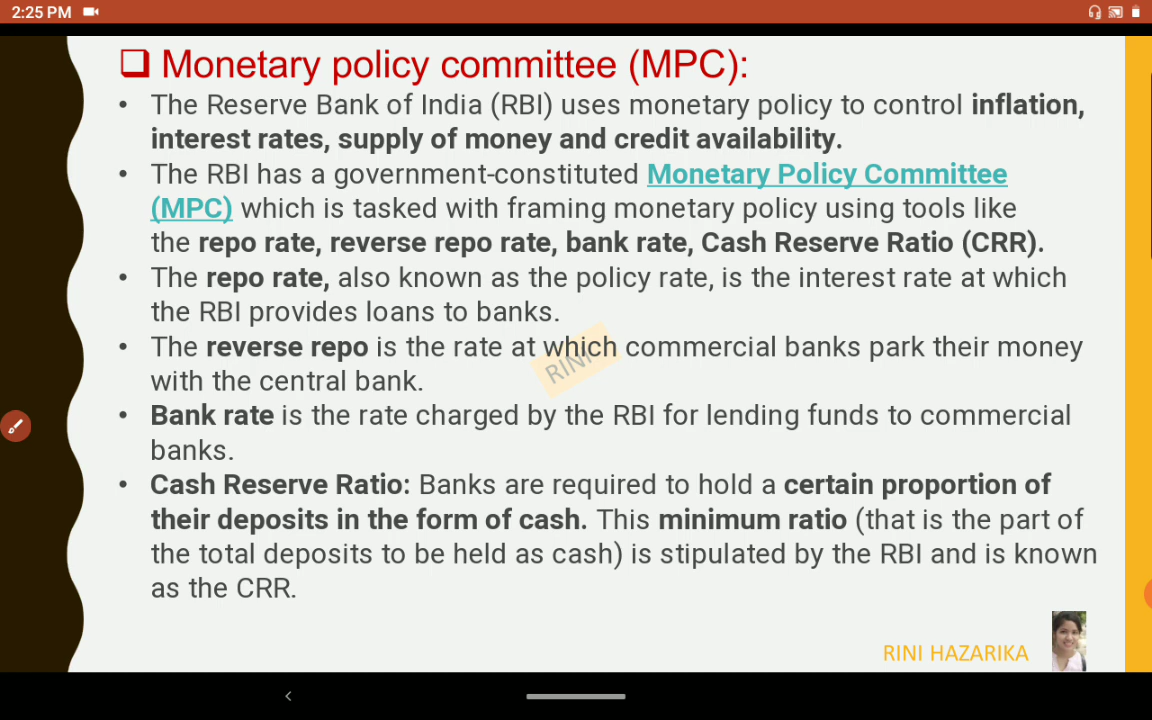 2:25 PM
❑ Monetary policy committee (MPC):
• The Reserve Bank of India (RBI) uses monetary policy to control inflation,
interest rates, supply of money and credit availability.
• The RBI has a government-constituted Monetary Policy Committee
(MPC) which is tasked with framing monetary policy using tools like
the repo rate, reverse repo rate, bank rate, Cash Reserve Ratio (CRR).
• The repo rate, also known as the policy rate, is the interest rate at which
the RBI provides loans to banks.
• The reverse repo is the rate at which commercial banks park their money
with the central bank.
RINI
• Bank rate is the rate charged by the RBI for lending funds to commercial
banks.
• Cash Reserve Ratio: Banks are required to hold a certain proportion of
their deposits in the form of cash. This minimum ratio (that is the part of
the total deposits to be held as cash) is stipulated by the RBI and is known
as the CRR.
RINI HAZARIKA